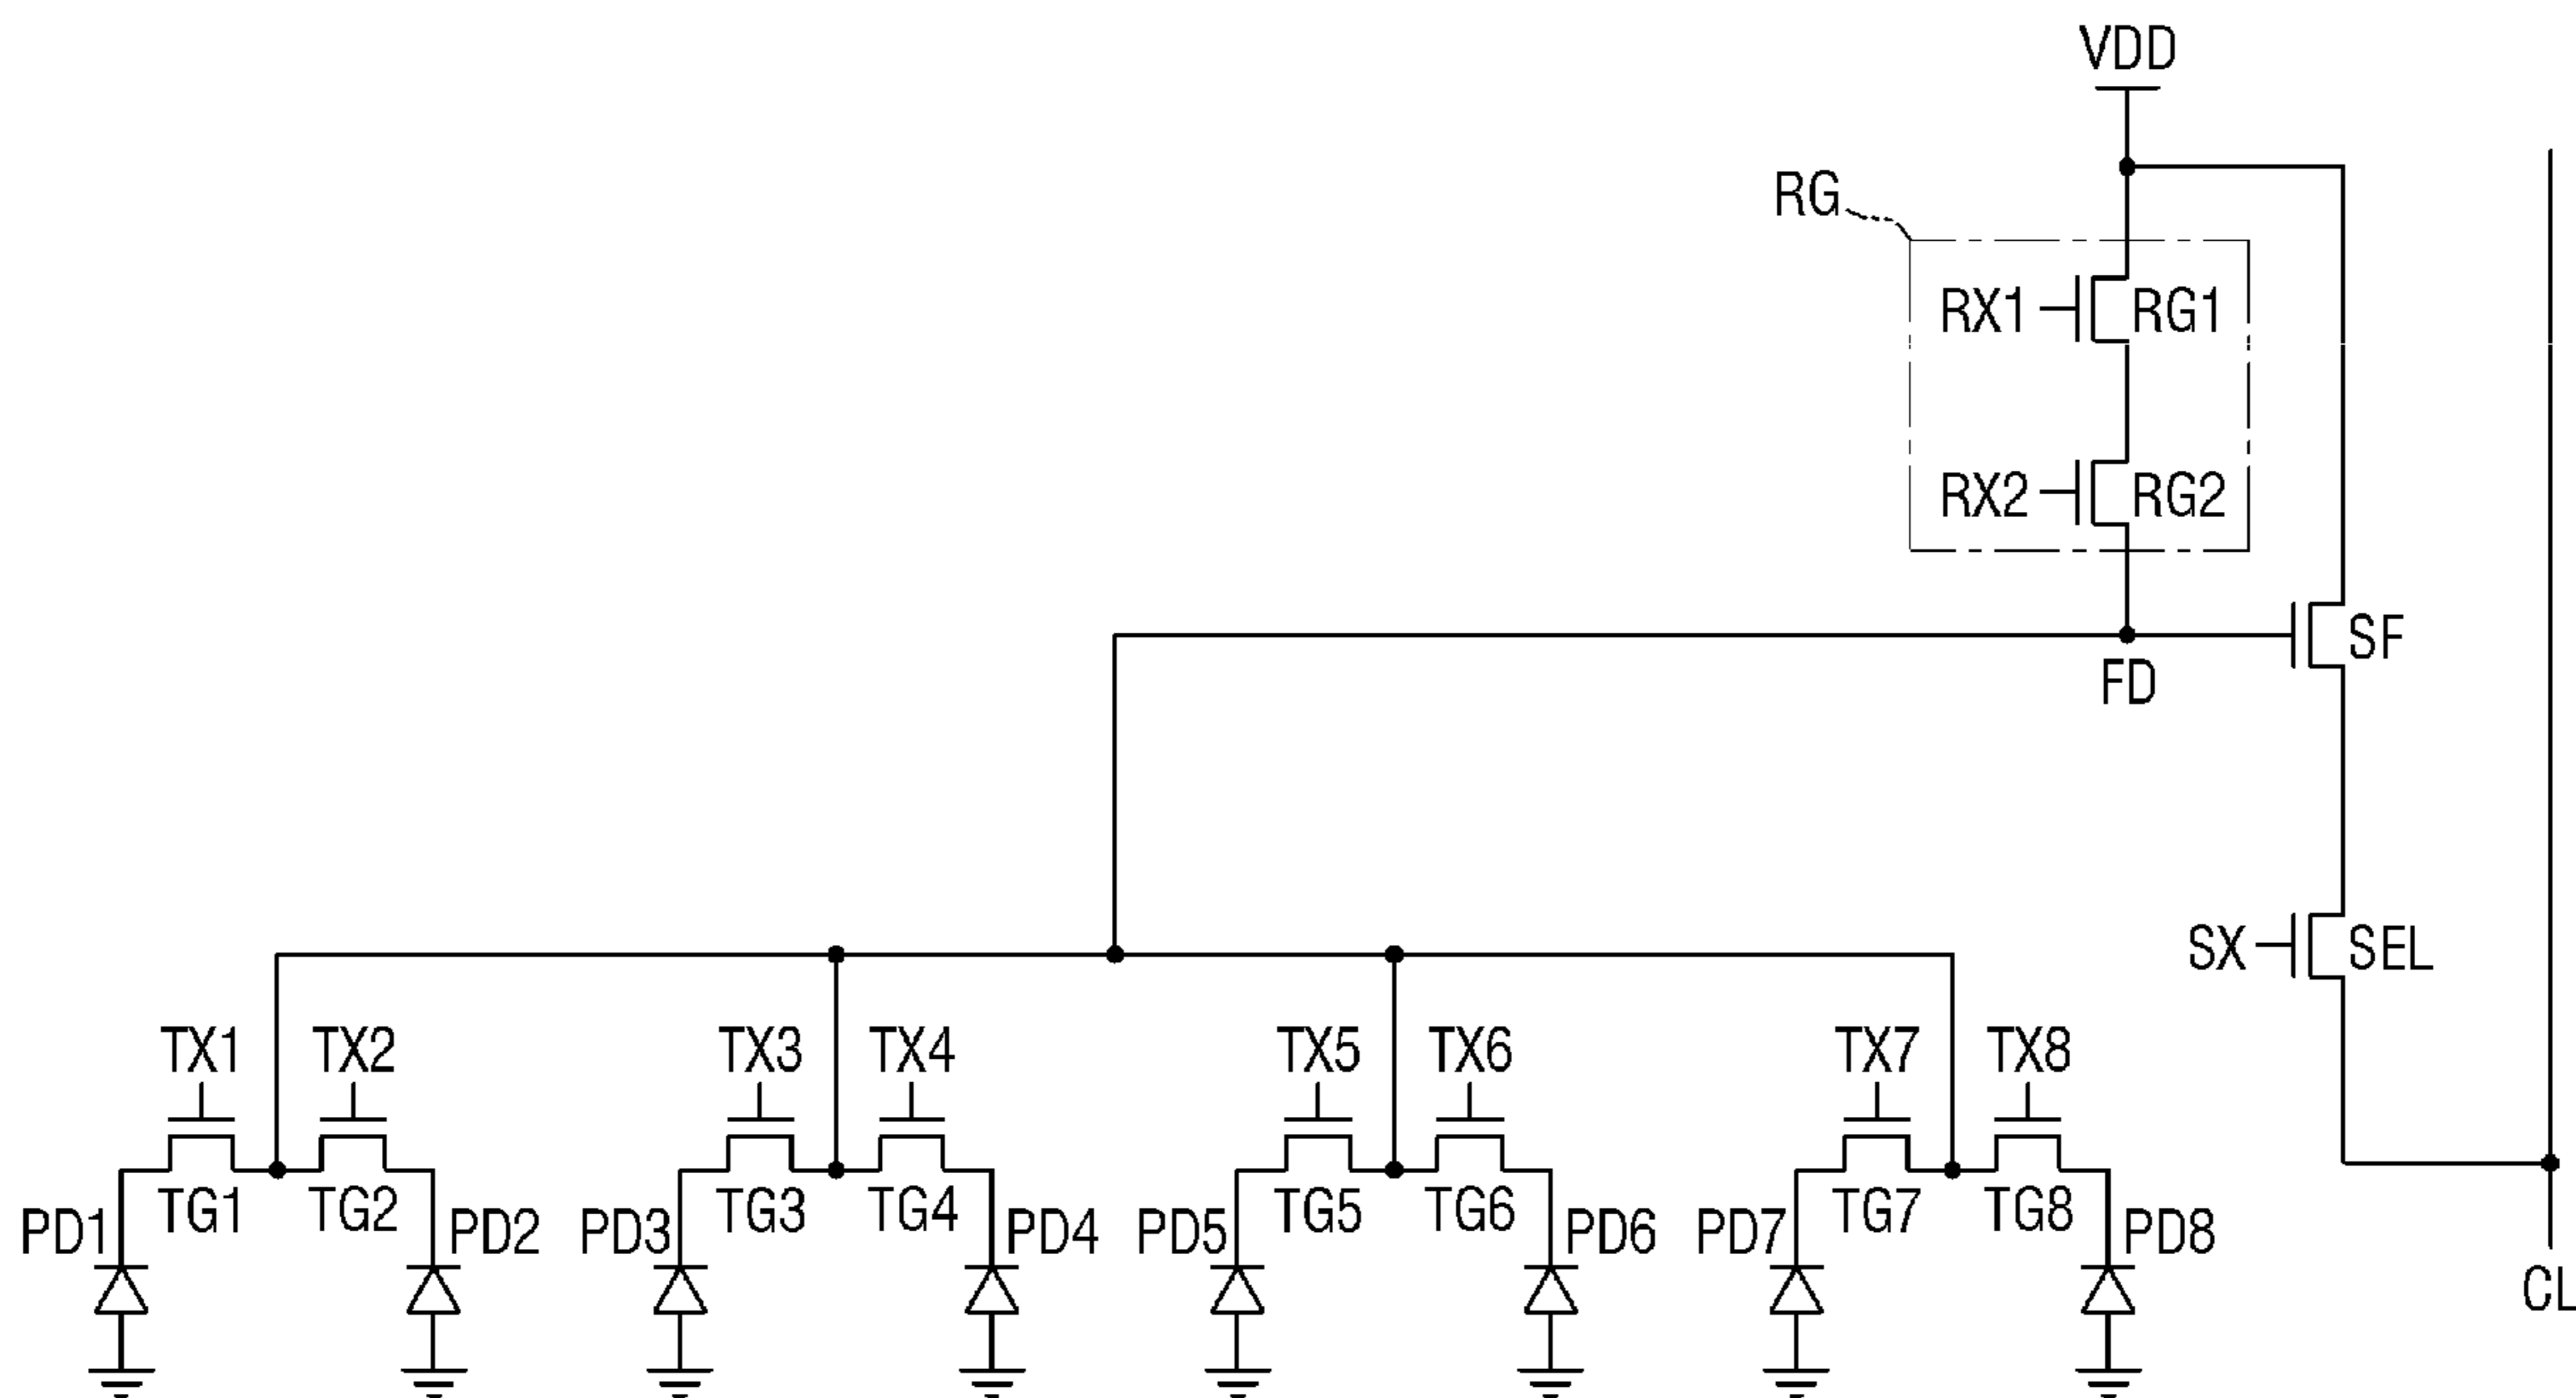 VDD
RG
RX1 RG1
RX2 RG2
SF
FD
SX SEL
TX1 TX2 TX3 TX4 TX5 TX6 TX7 TX8
TG1 TG2 TG3 TG4 TG5 TG6 TG7 TG8
PD1 PD2 PD3 PD4 PD5 PD6 PD7 PD8
CL